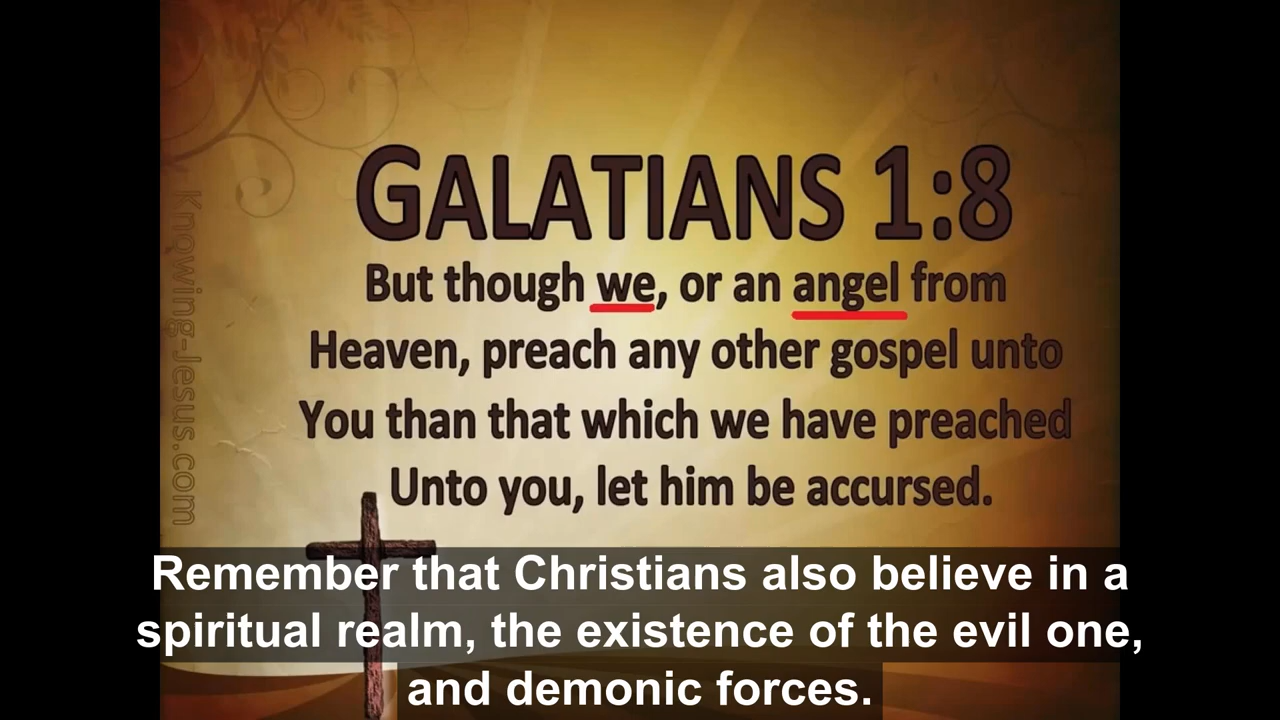 GALATIANS 1:8
But though we, or an angel from
Heaven, preach any other gospel unto
You than that which we have preached
Unto you, let him be accursed.
Knowing-Jesus.com
Remember that Christians also believe in a
spiritual realm, the existence of the evil one,
and demonic forces.